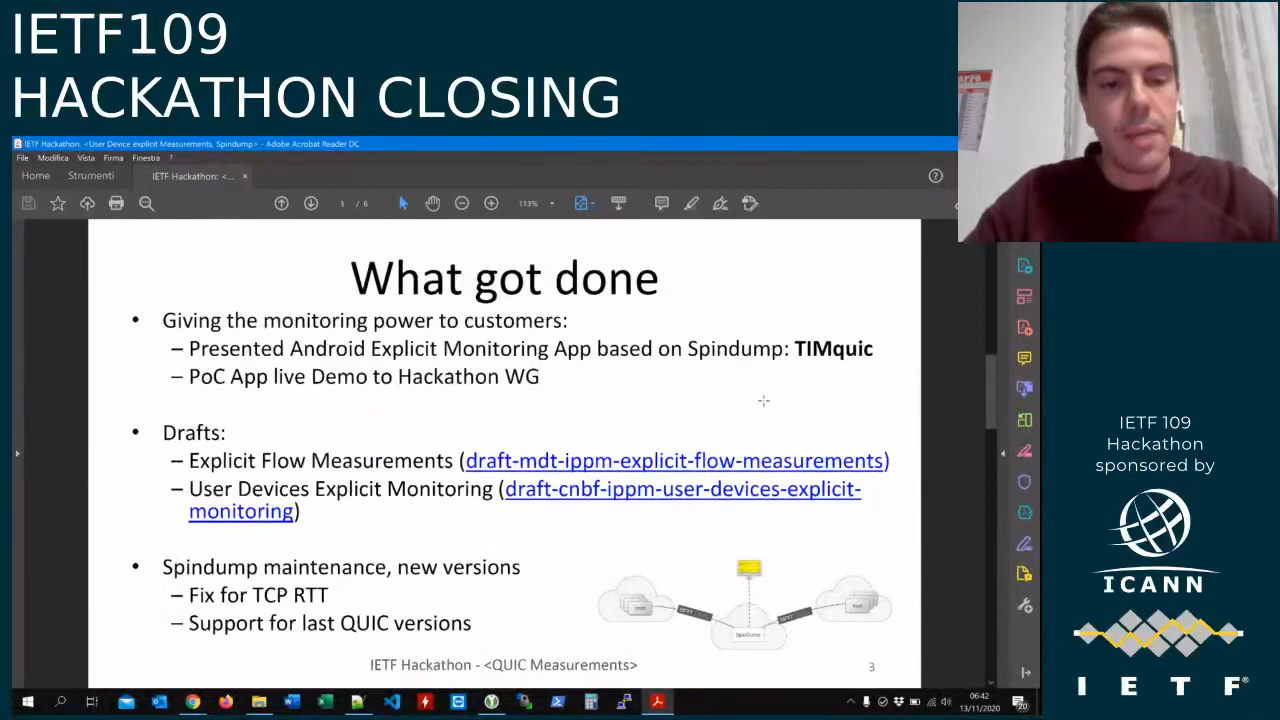 IETF109
HACKATHON CLOSING
IETF Hackathon: <User Device explicit Measurements, Spindump> - Adobe Acrobat Reader DC
File Modifica Vista Firma Finestra ?
Home Strumenti IETF Hackathon: <... ×
3 / 6 113%
What got done
• Giving the monitoring power to customers:
– Presented Android Explicit Monitoring App based on Spindump: TIMquic
– PoC App live Demo to Hackathon WG
• Drafts:
– Explicit Flow Measurements (draft-mdt-ippm-explicit-flow-measurements)
– User Devices Explicit Monitoring (draft-cnbf-ippm-user-devices-explicit-
monitoring)
• Spindump maintenance, new versions
– Fix for TCP RTT
– Support for last QUIC versions
SpinDump
IETF Hackathon - <QUIC Measurements> 3
06:42
13/11/2020
20
IETF 109
Hackathon
sponsored by
ICANN
IETF®